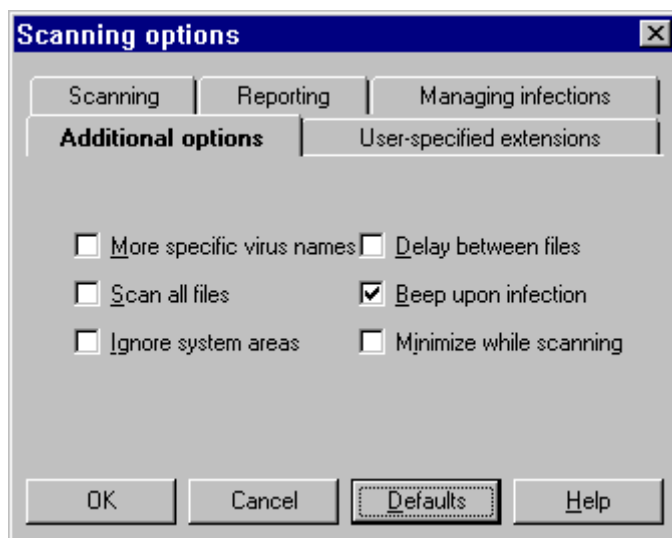 Scanning options
Scanning Reporting Managing infections
Additional options User-specified extensions
More specific virus names Delay between files
Scan all files Beep upon infection
Ignore system areas Minimize while scanning
OK Cancel Defaults Help